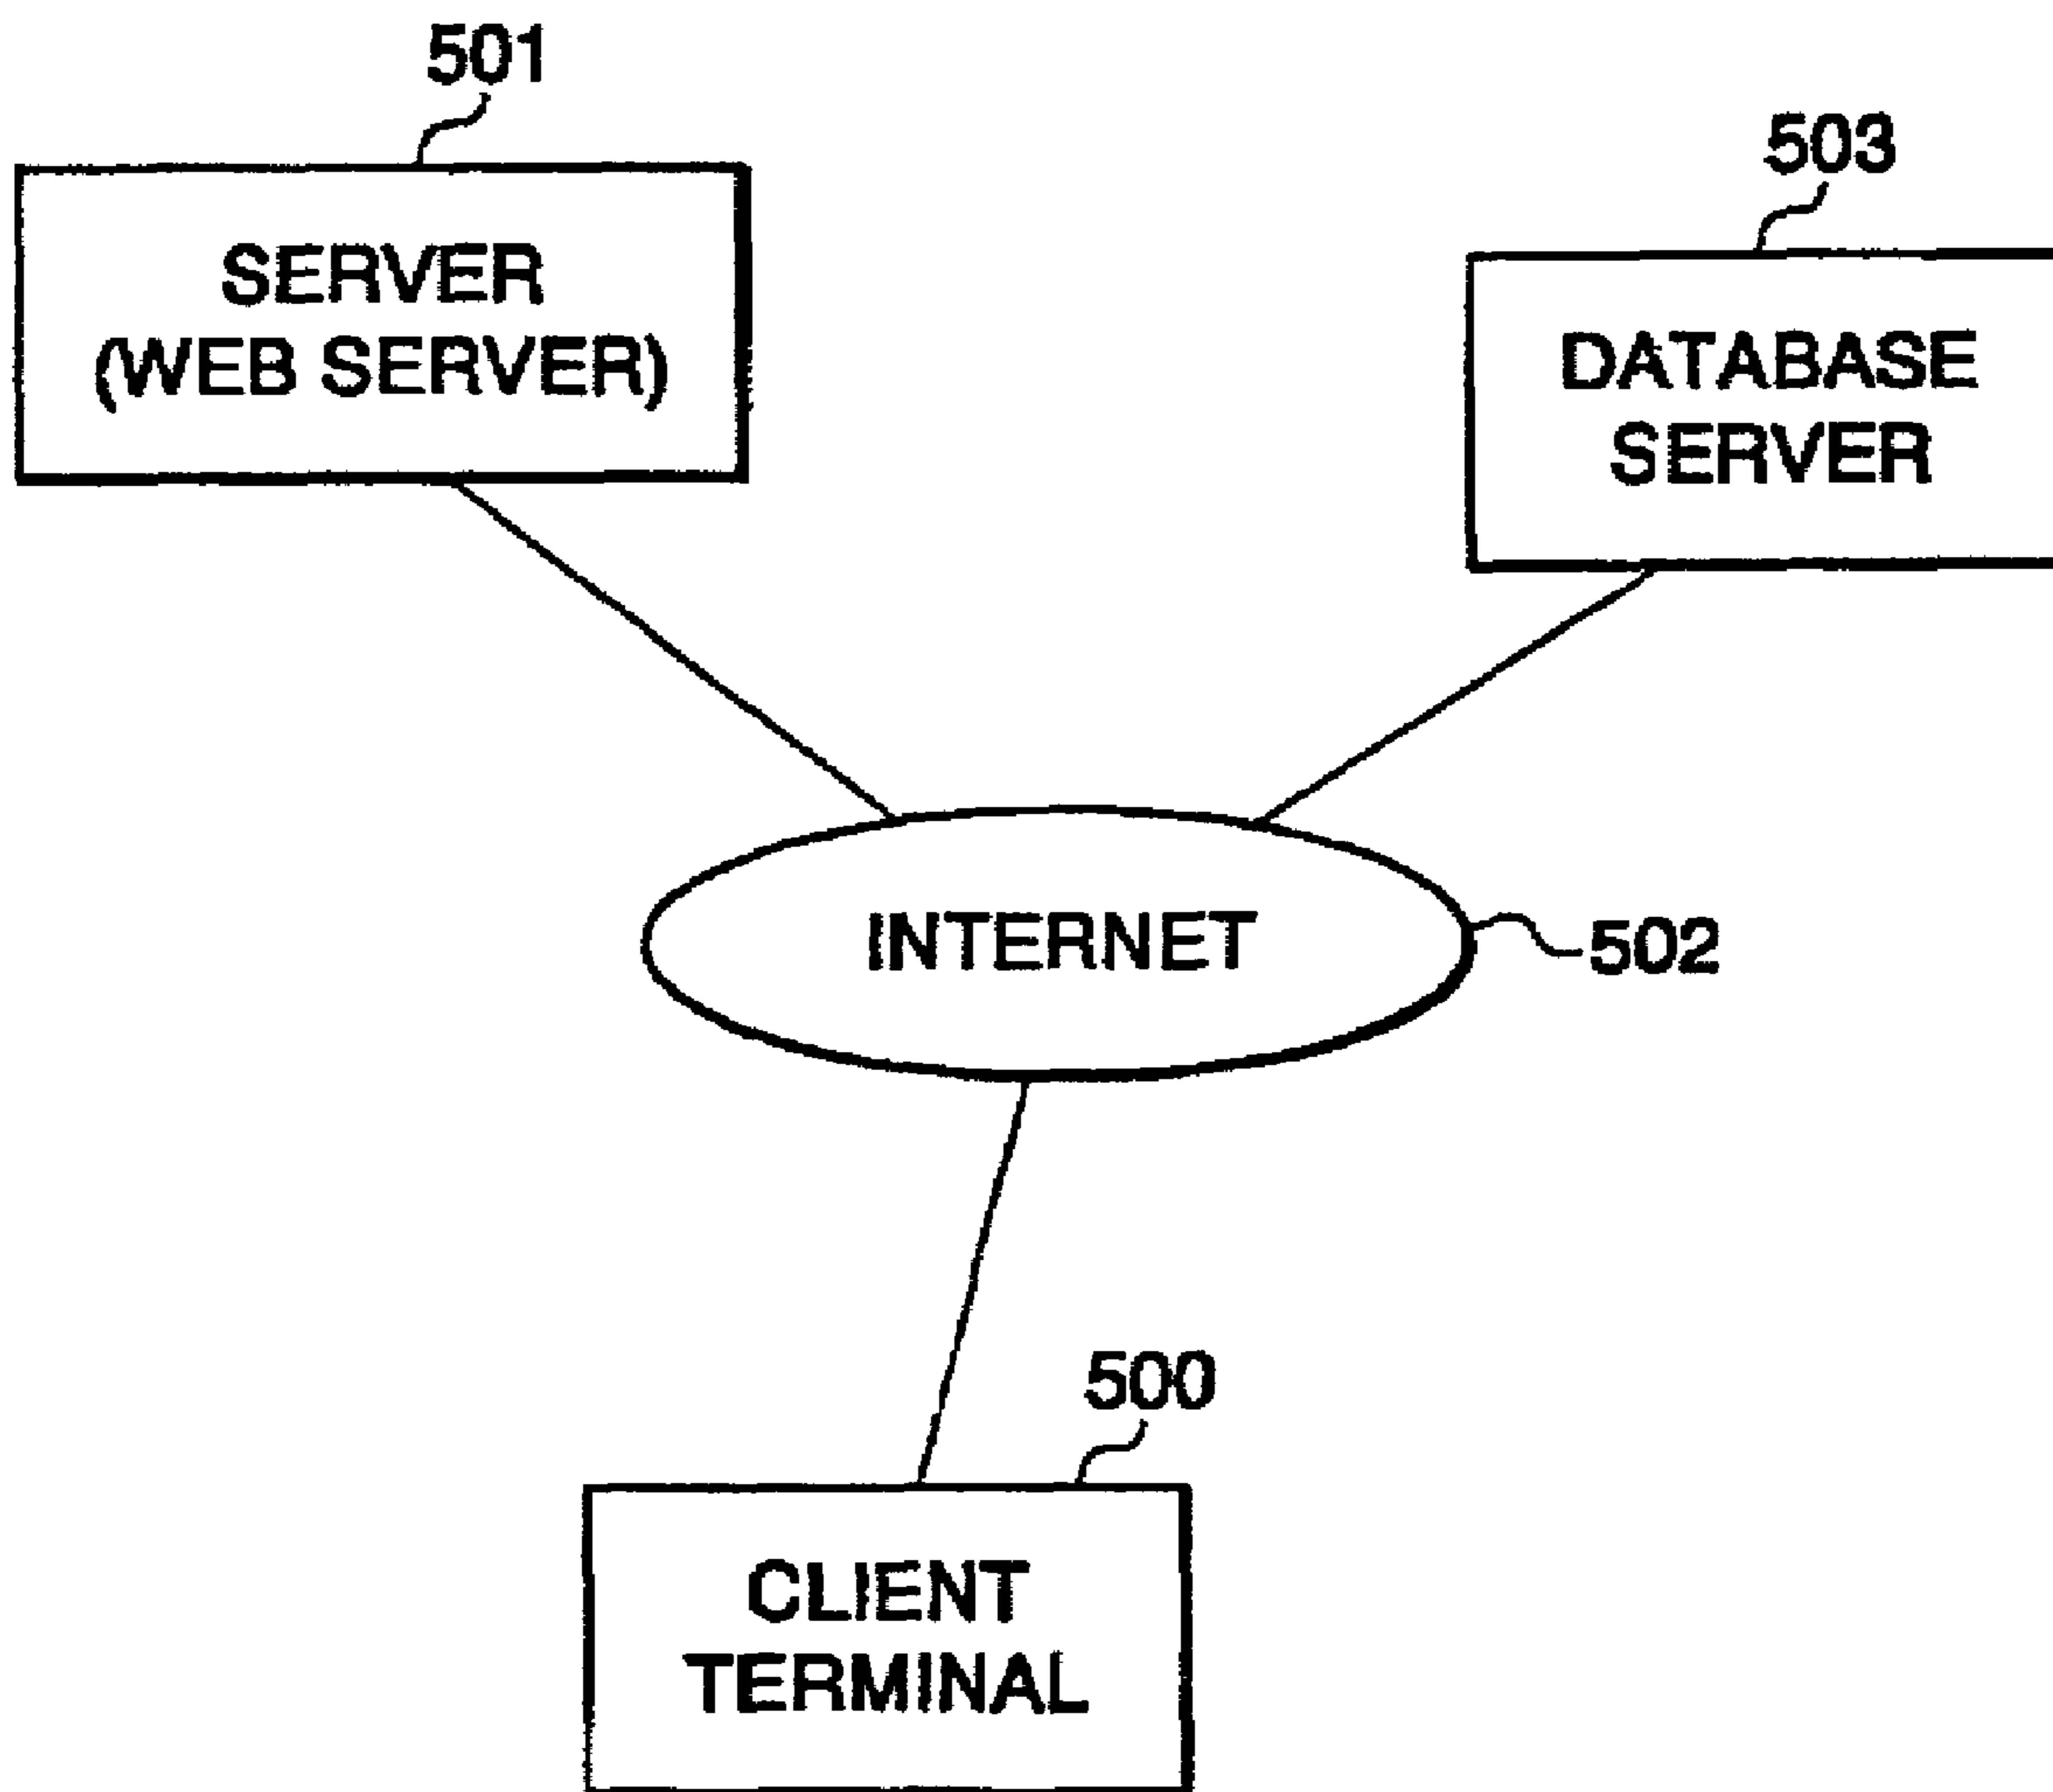 501
SERVER
(WEB SERVER)
503
DATABASE
SERVER
INTERNET
502
500
CLIENT
TERMINAL